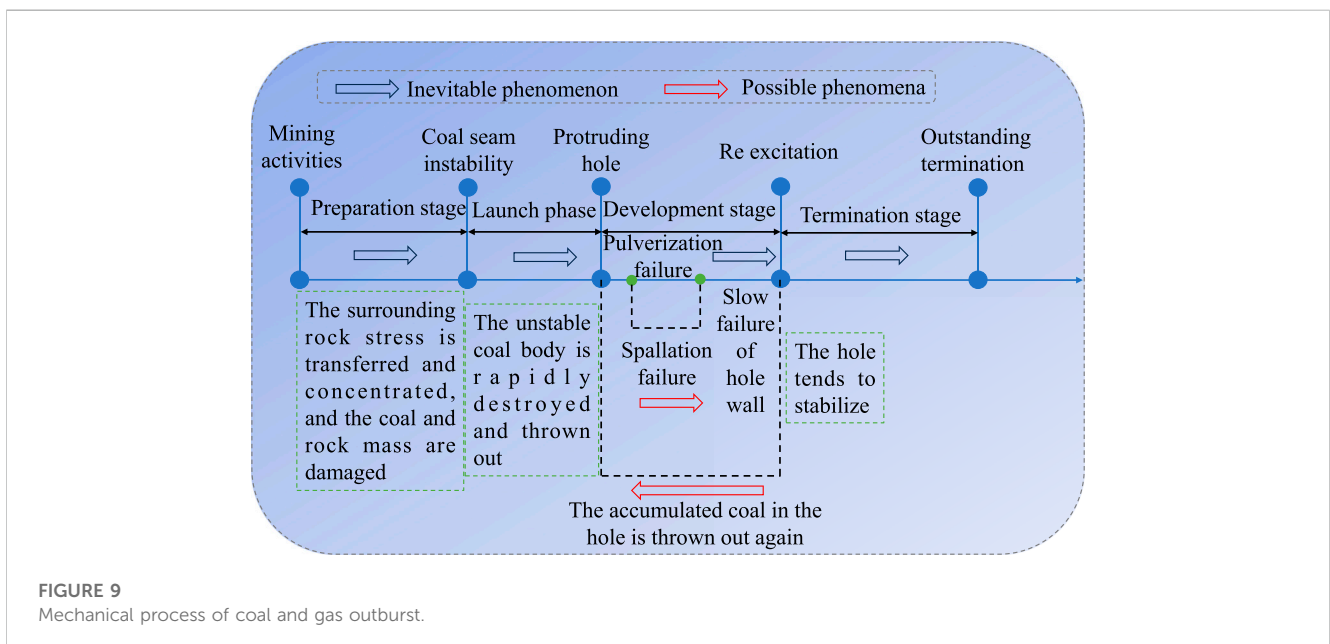 Inevitable phenomenon
Possible phenomena
Mining
activities
Coal seam
instability
Protruding
hole
Re excitation
Outstanding
termination
Preparation stage
Launch phase
Development stage
Termination stage
Pulverization
failure
The surrounding
rock stress is
transferred and
concentrated,
and the coal and
rock mass are
damaged
The unstable
coal body is
rapidly
destroyed
and thrown
out
Spallation
failure
Slow
failure
of
hole
wall
The hole
tends to
stabilize
The accumulated coal in the
hole is thrown out again
FIGURE 9
Mechanical process of coal and gas outburst.